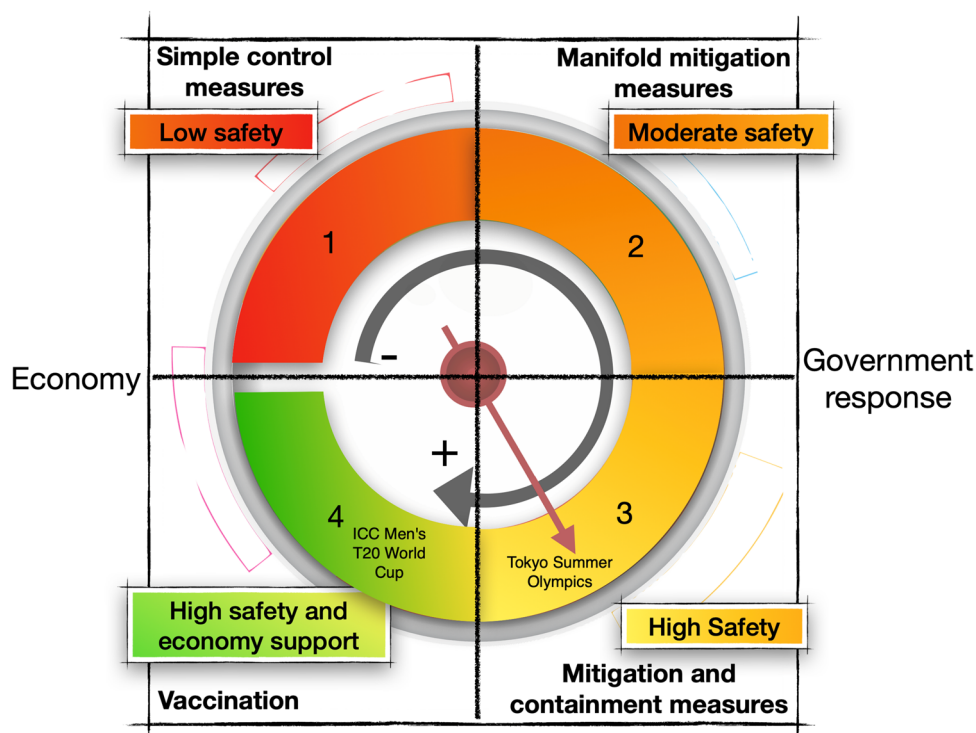 Simple control
measures
Low safety
Manifold mitigation
measures
Moderate safety
1
2
-
Economy
Government
response
+
4
ICC Men's
T20 World
Cup
3
Tokyo Summer
Olympics
High safety and
economy support
High Safety
Vaccination
Mitigation and
containment measures